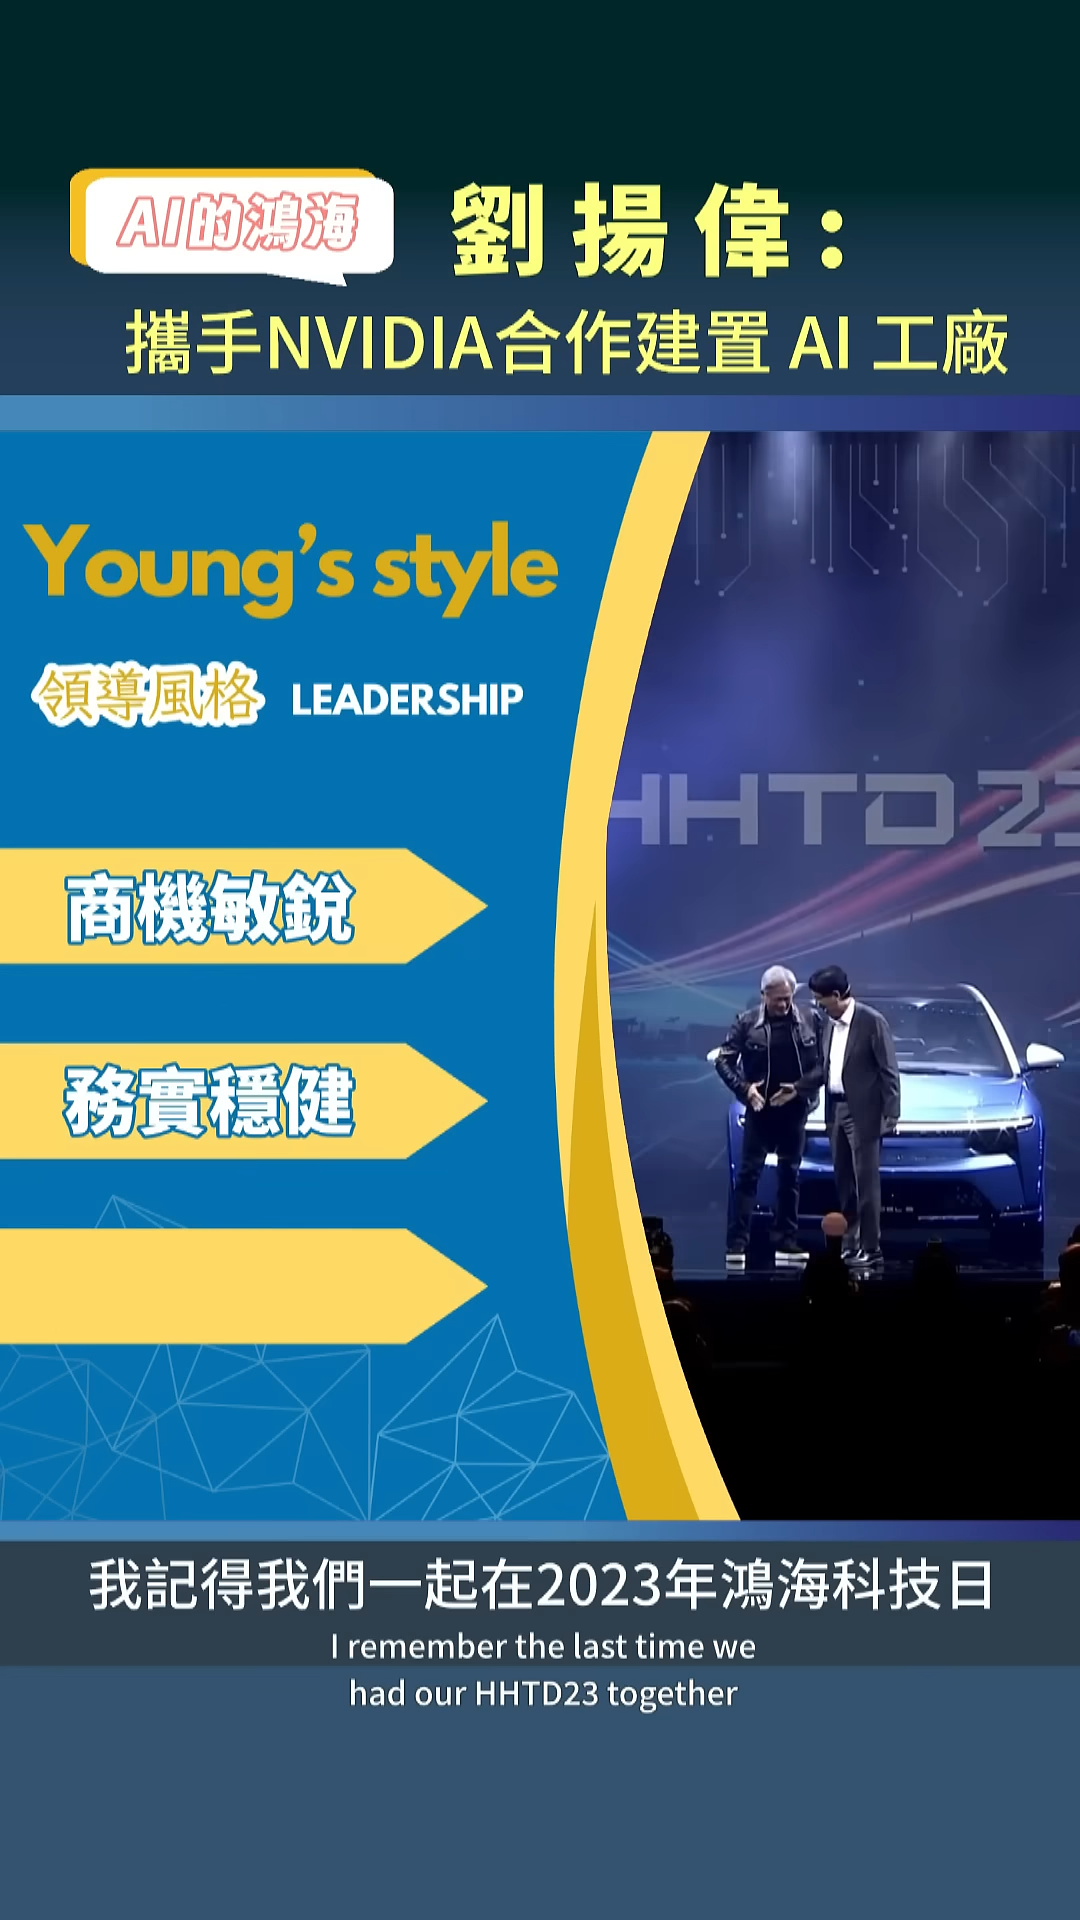 AI的鴻海
劉揚偉：
攜手NVIDIA合作建置 AI 工廠
Young's style
領導風格 LEADERSHIP
HHTD23
商機敏銳
務實穩健
我記得我們一起在2023年鴻海科技日
I remember the last time we
had our HHTD23 together